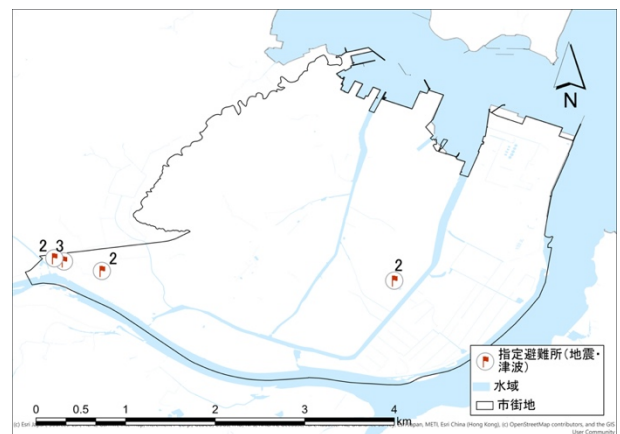 N
2 3
2
2
指定避難所(地震・
津波)
水域
市街地
0 0.5 1 2 3 4
km
apan, METI, Esri China (Hong Kong), (c) OpenStreetMap contributors, and the GIS
User Community